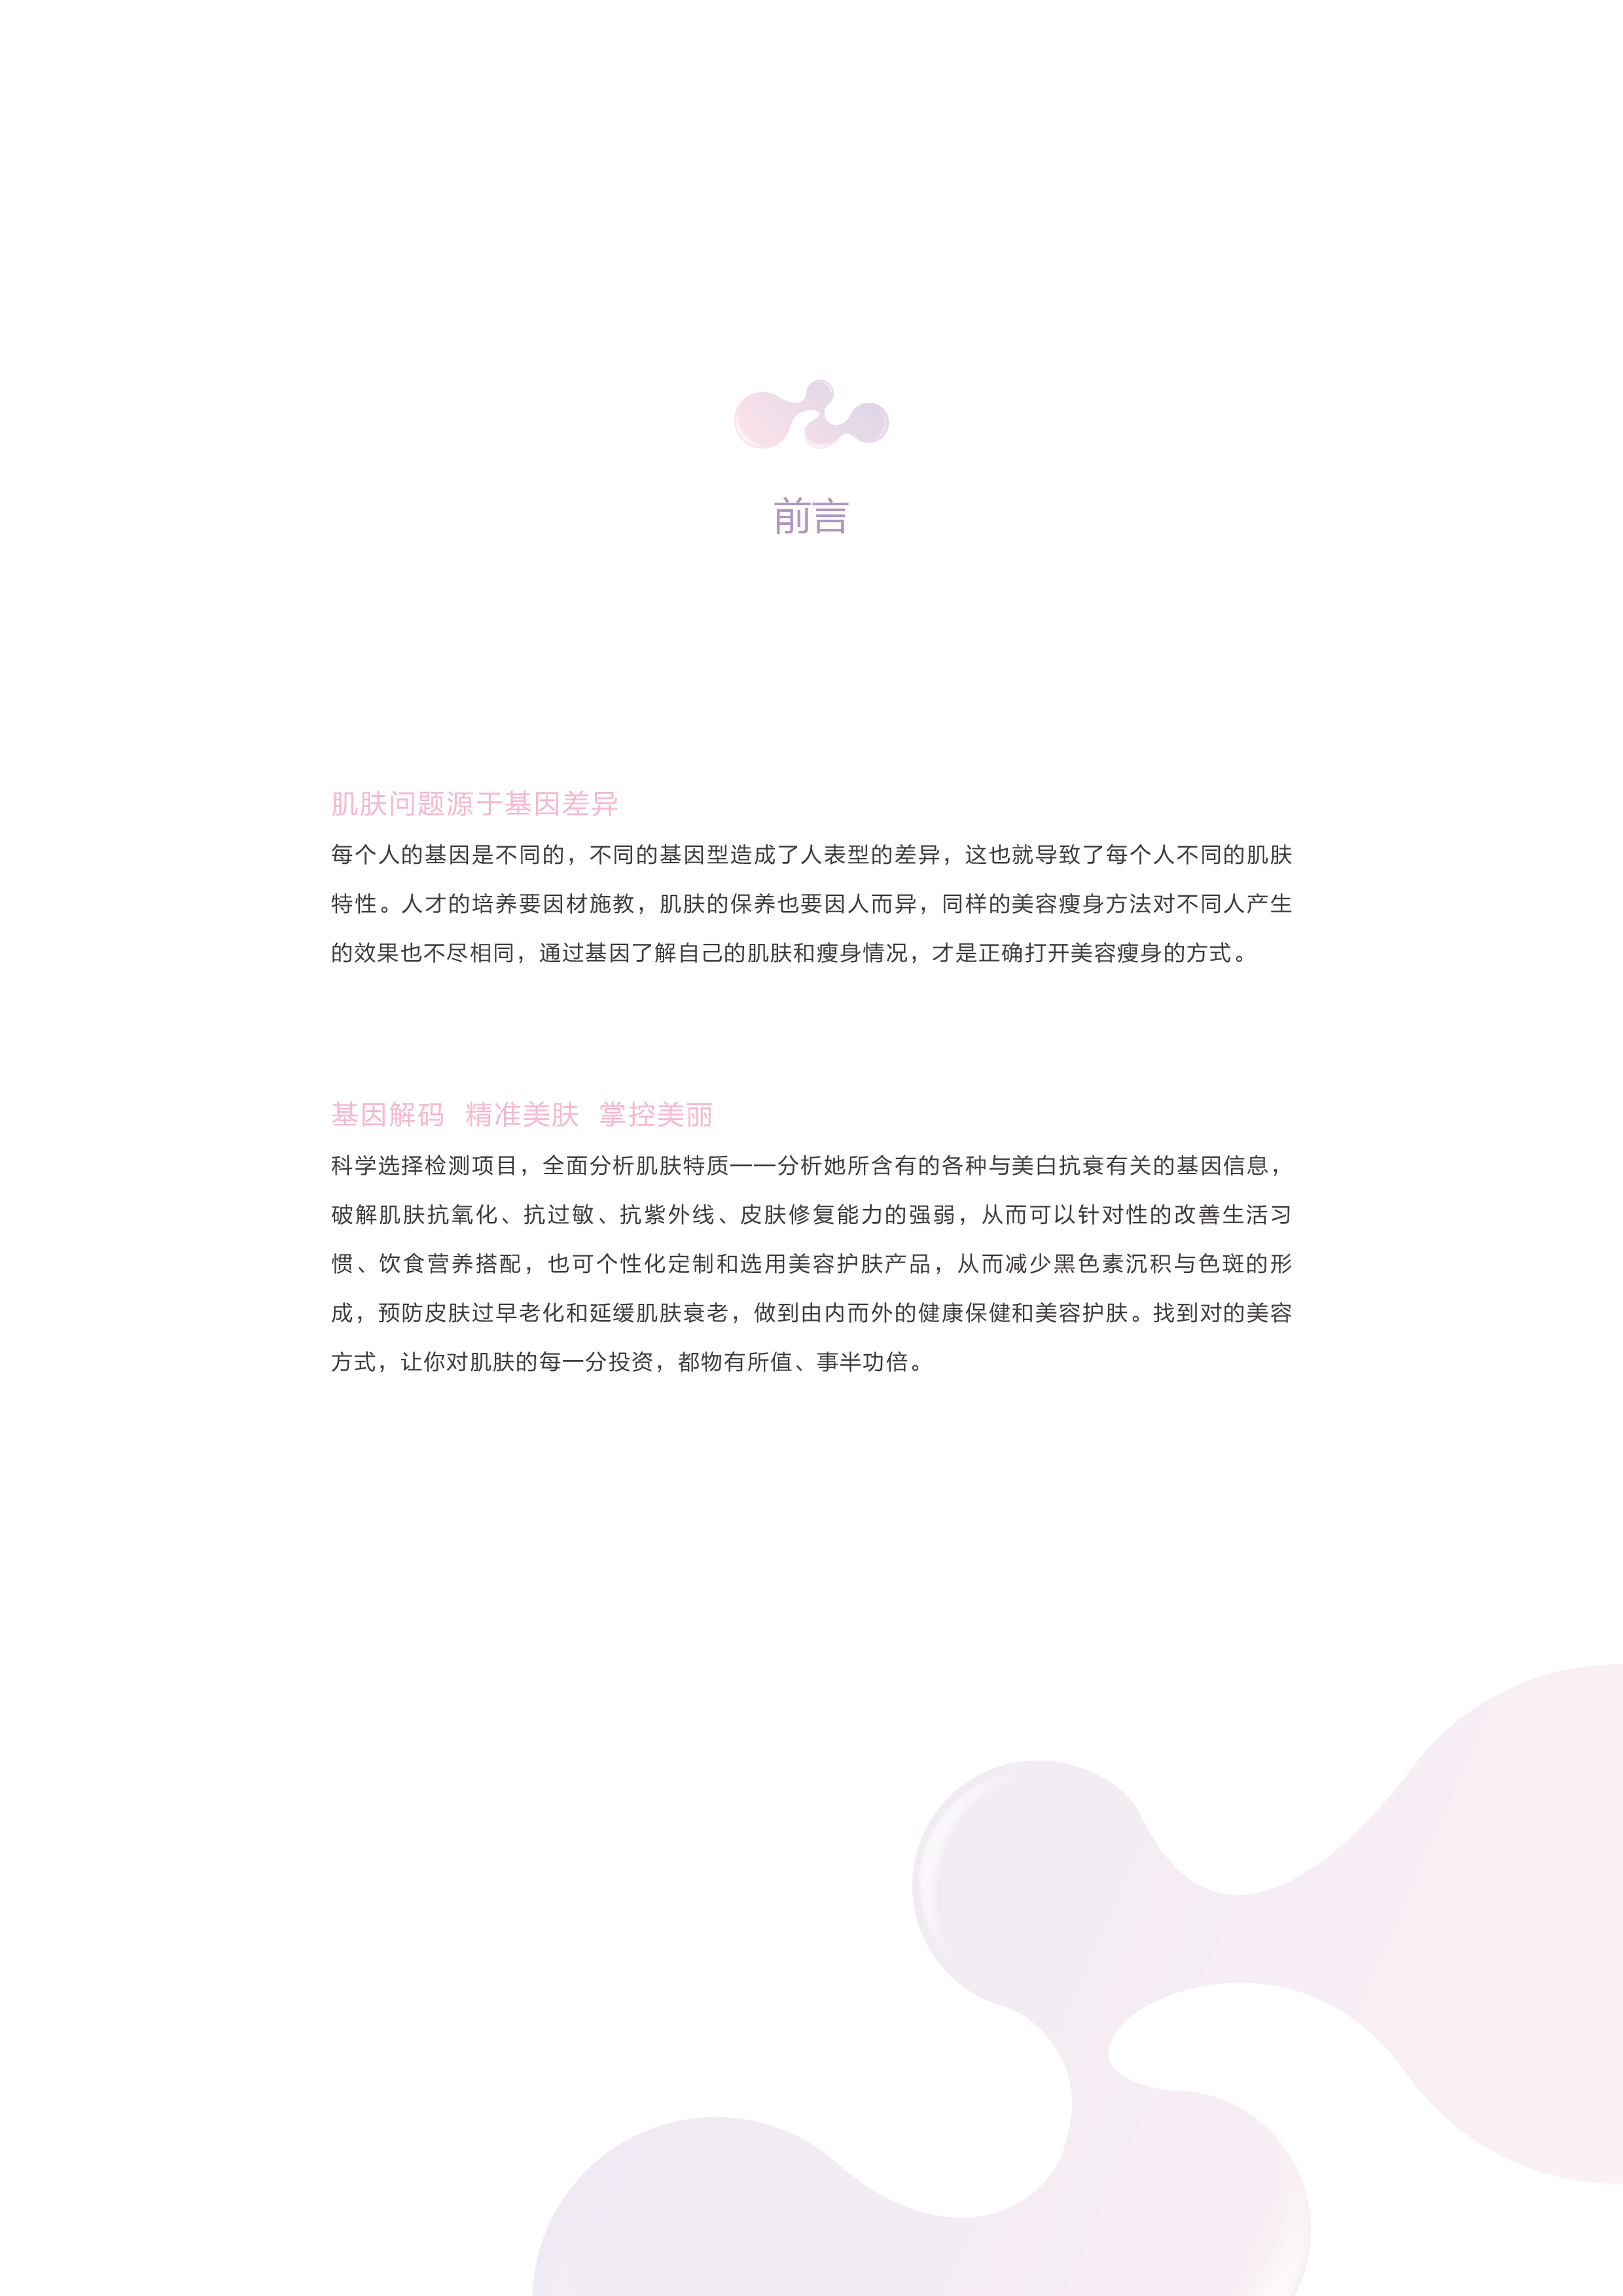 前言
肌肤问题源于基因差异
每个人的基因是不同的，不同的基因型造成了人表型的差异，这也就导致了每个人不同的肌肤
特性。人才的培养要因材施教，肌肤的保养也要因人而异，同样的美容瘦身方法对不同人产生
的效果也不尽相同，通过基因了解自己的肌肤和瘦身情况，才是正确打开美容瘦身的方式。
基因解码 精准美肤 掌控美丽
科学选择检测项目，全面分析肌肤特质——分析她所含有的各种与美白抗衰有关的基因信息，
破解肌肤抗氧化、抗过敏、抗紫外线、皮肤修复能力的强弱，从而可以针对性的改善生活习
惯、饮食营养搭配，也可个性化定制和选用美容护肤产品，从而减少黑色素沉积与色斑的形
成，预防皮肤过早老化和延缓肌肤衰老，做到由内而外的健康保健和美容护肤。找到对的美容
方式，让你对肌肤的每一分投资，都物有所值、事半功倍。